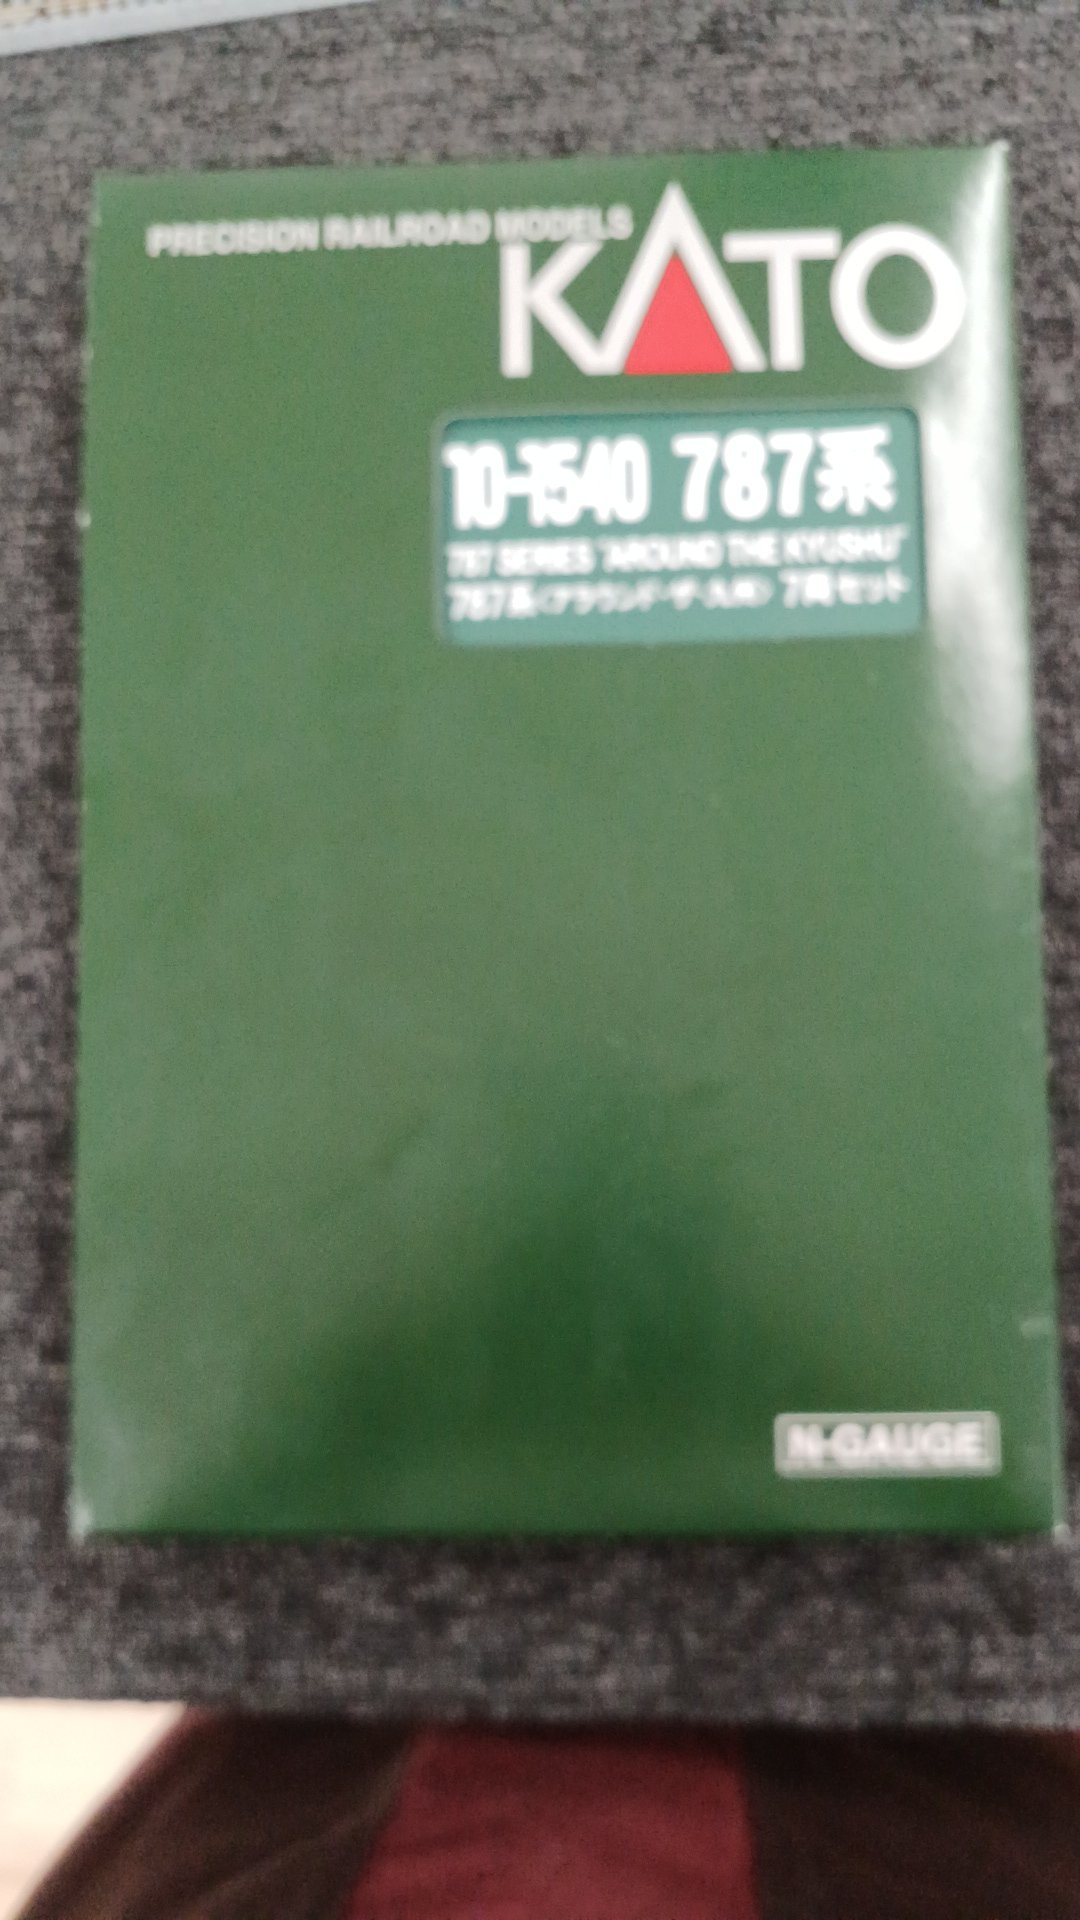 PRECISION RAILROAD MODELS
KATO
10-1540 787系
787 SERIES "AROUND THE KYUSHU"
787系〈アラウンド・ザ・九州〉 7両セット
N-GAUGE